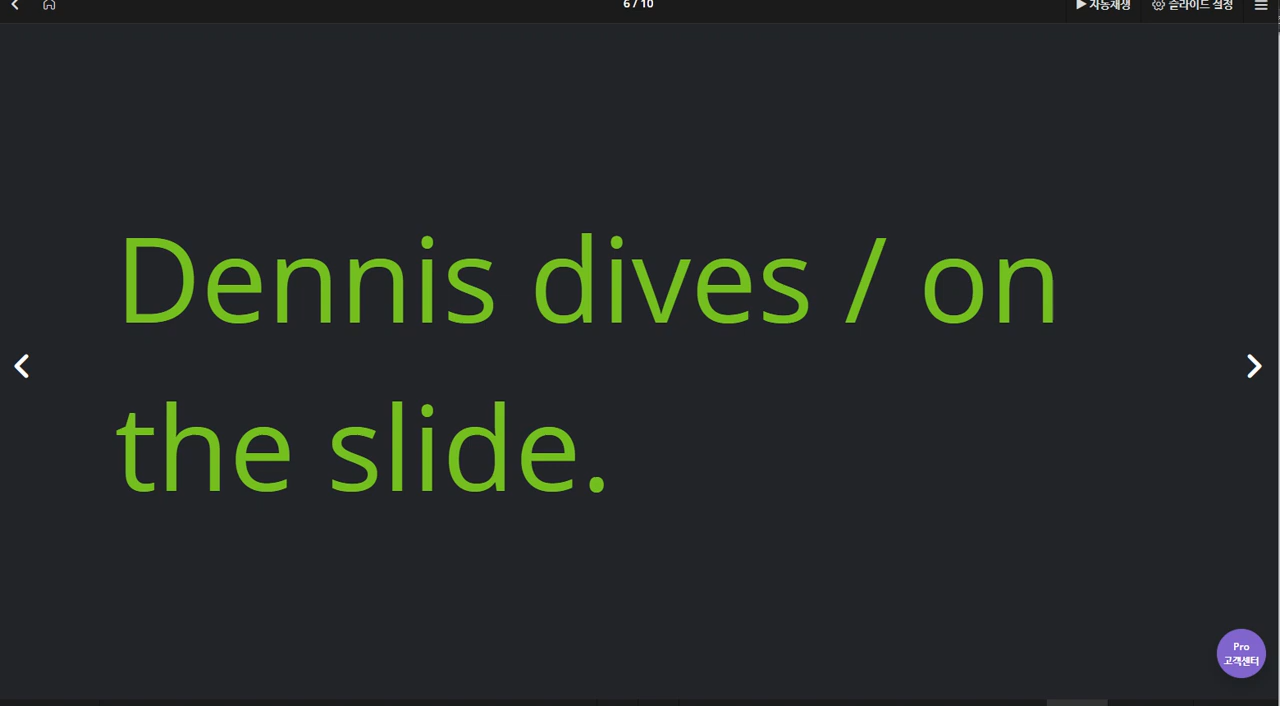 6 / 10
자동재생
슬라이드 설정
Dennis dives / on
the slide.
Pro
고객센터